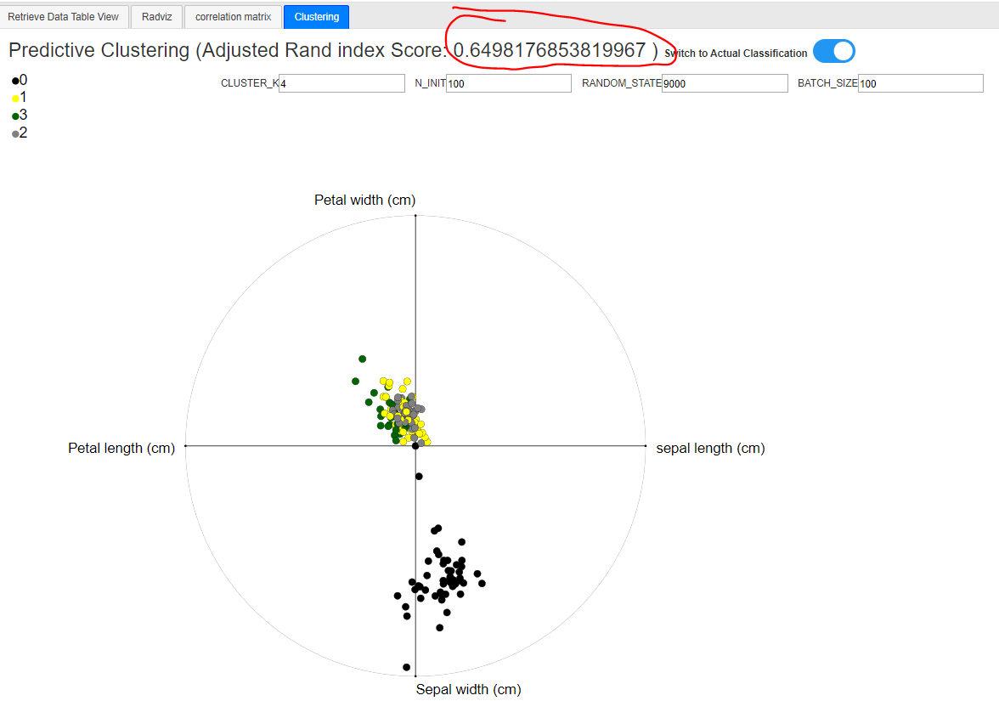 Retrieve Data Table View Radviz correlation matrix Clustering
Predictive Clustering (Adjusted Rand index Score: 0.6498176853819967 ) Switch to Actual Classification
0 CLUSTER_K 4 N_INIT 100 RANDOM_STATE 9000 BATCH_SIZE 100
1
3
2
Petal width (cm)
Petal length (cm) sepal length (cm)
Sepal width (cm)